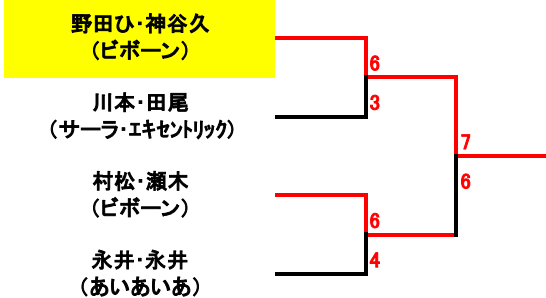 野田ひ・神谷久
(ビボーン)
6
川本・田尾
3
(サーラ・エキセントリック)
7
村松・瀬木
6
(ビボーン)
6
永井・永井
4
(あいあいあ)